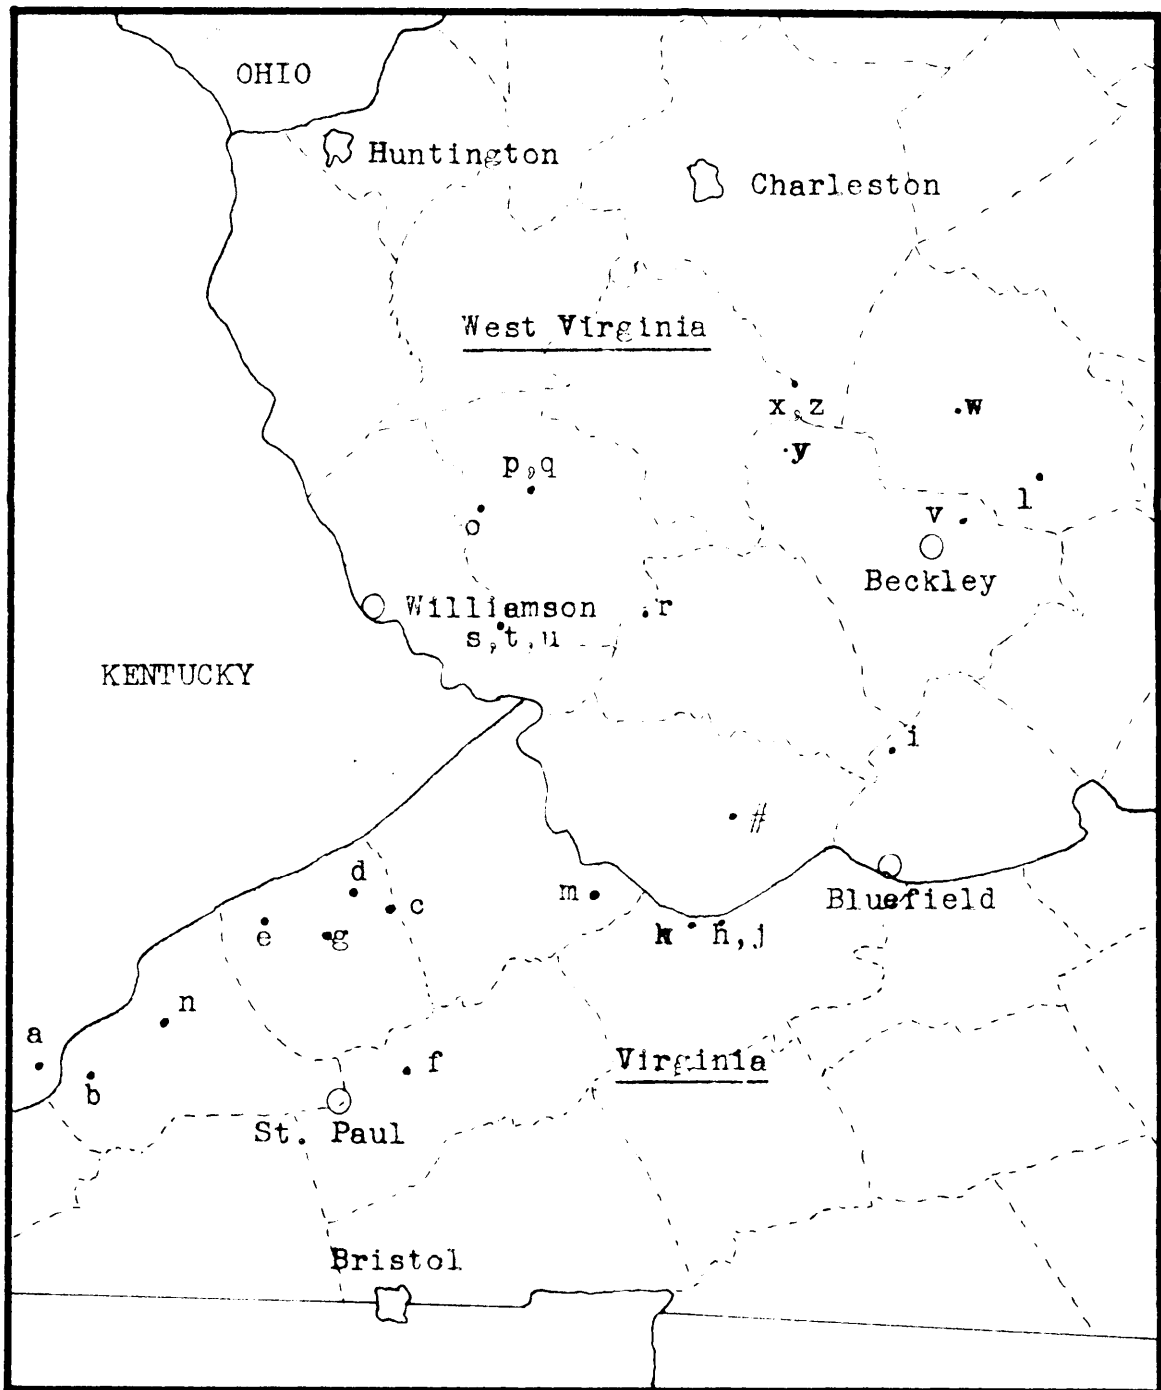 OHIO
Huntington
Charleston
West Virginia
x,z
.w
.y
p,q
l
o
v
Beckley
Williamson
.r
s,t,u
KENTUCKY
i
#
d
m
Bluefield
c
e
g
k
h,j
n
a
Virginia
f
b
St. Paul
Bristol